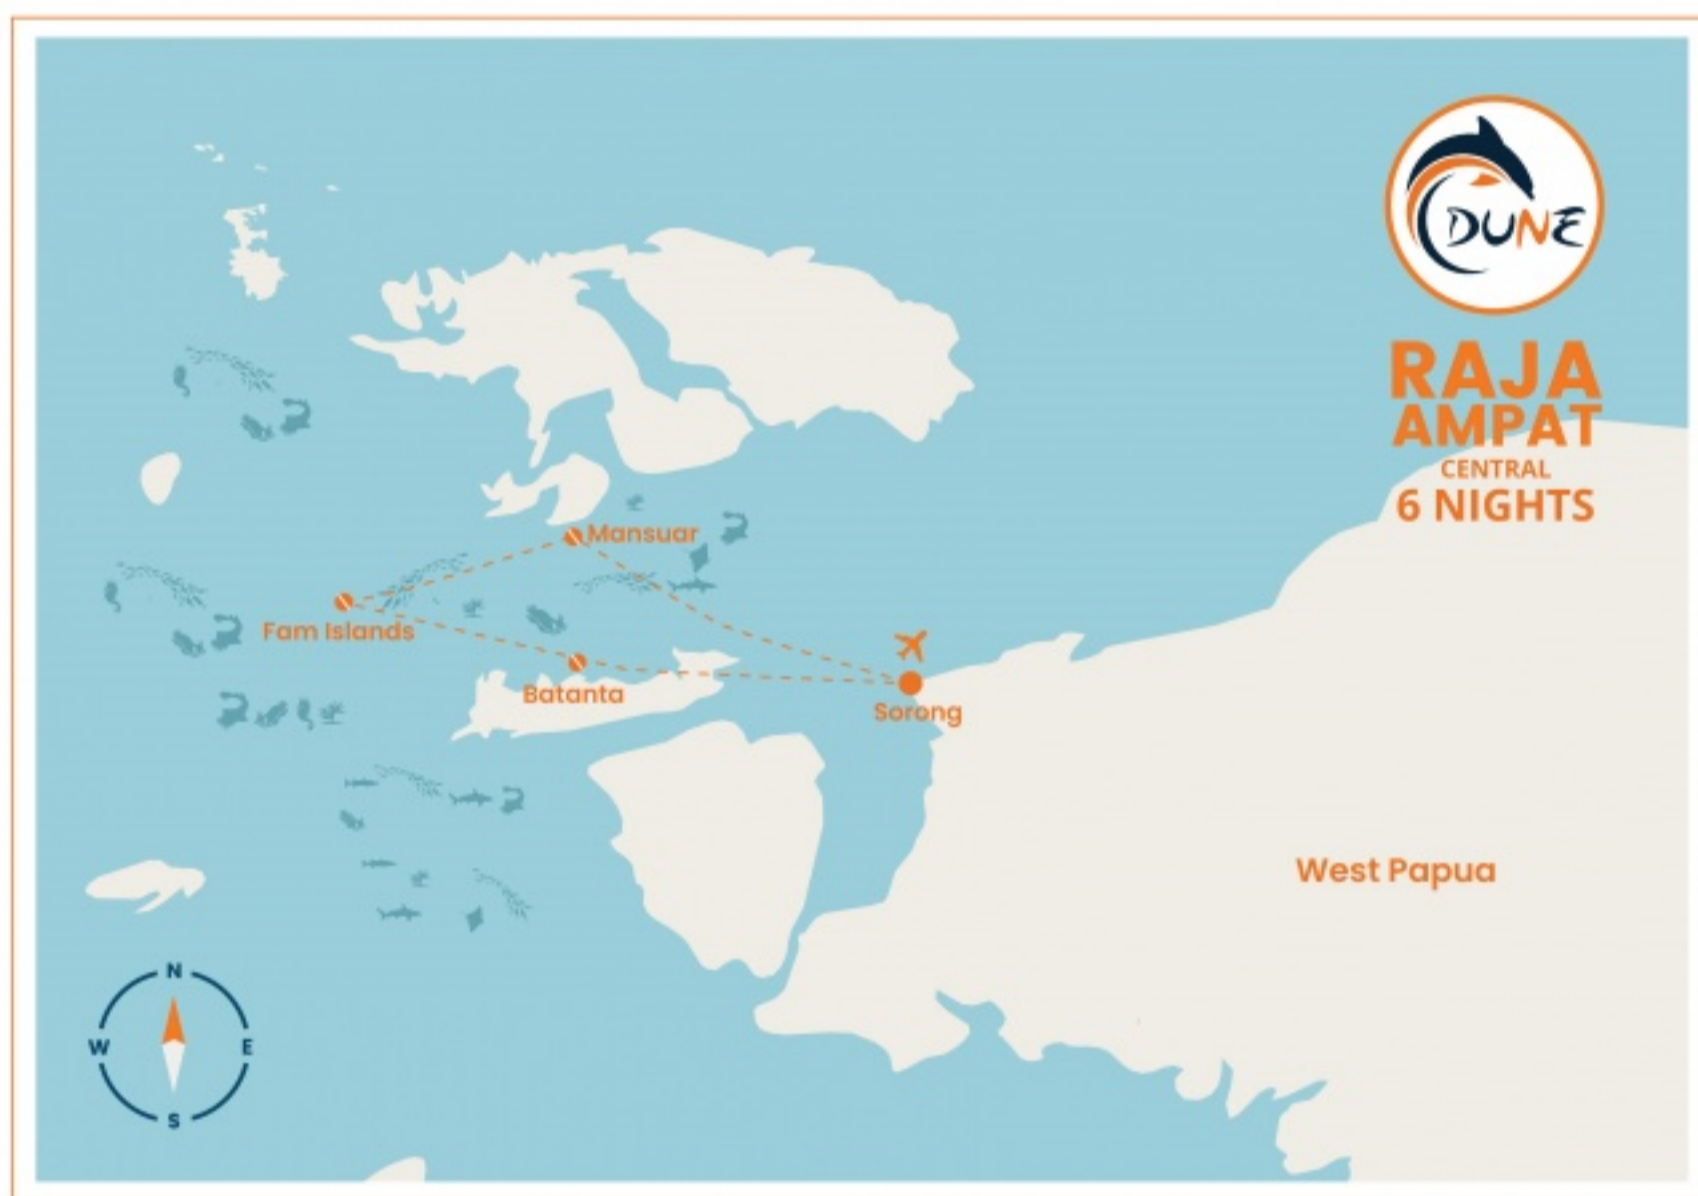 DUNE
RAJA
AMPAT
CENTRAL
6 NIGHTS
Mansuar
Fam Islands
Batanta
Sorong
West Papua
N
W
E
S